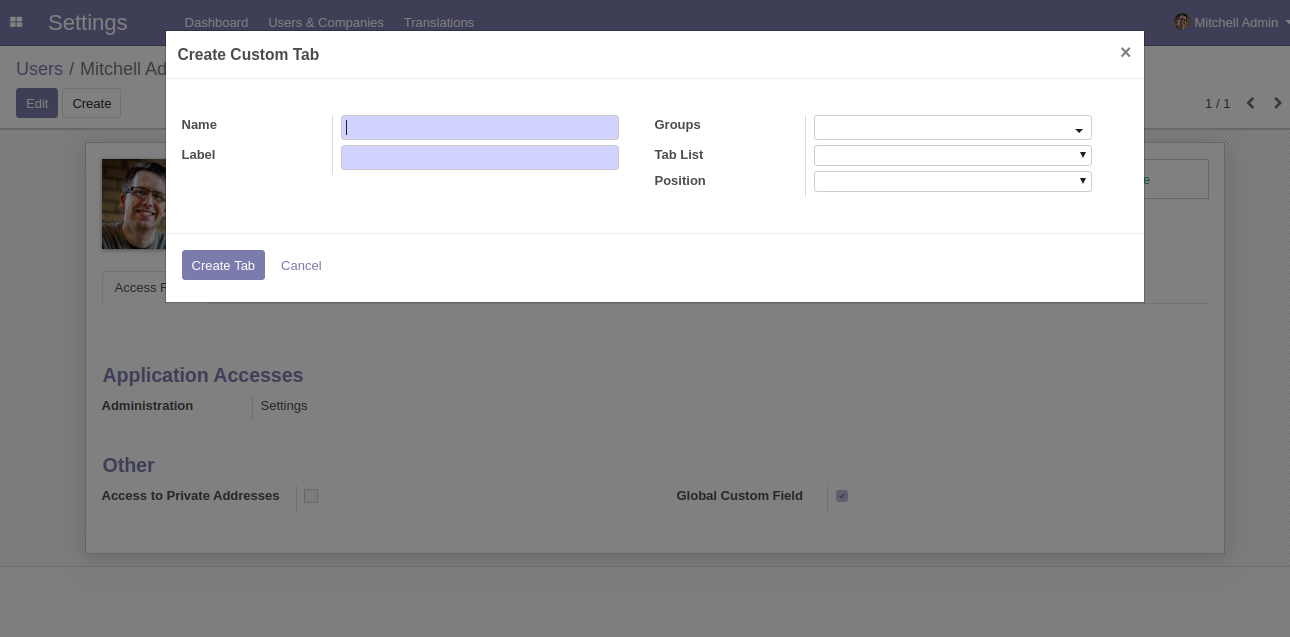 Settings Dashboard Users & Companies Translations Mitchell Admin
Create Custom Tab ×
Users / Mitchell Ad
Edit Create 1 / 1
Name Groups
Label Tab List
Position
Create Tab Cancel
Access
Application Accesses
Administration Settings
Other
Access to Private Addresses Global Custom Field